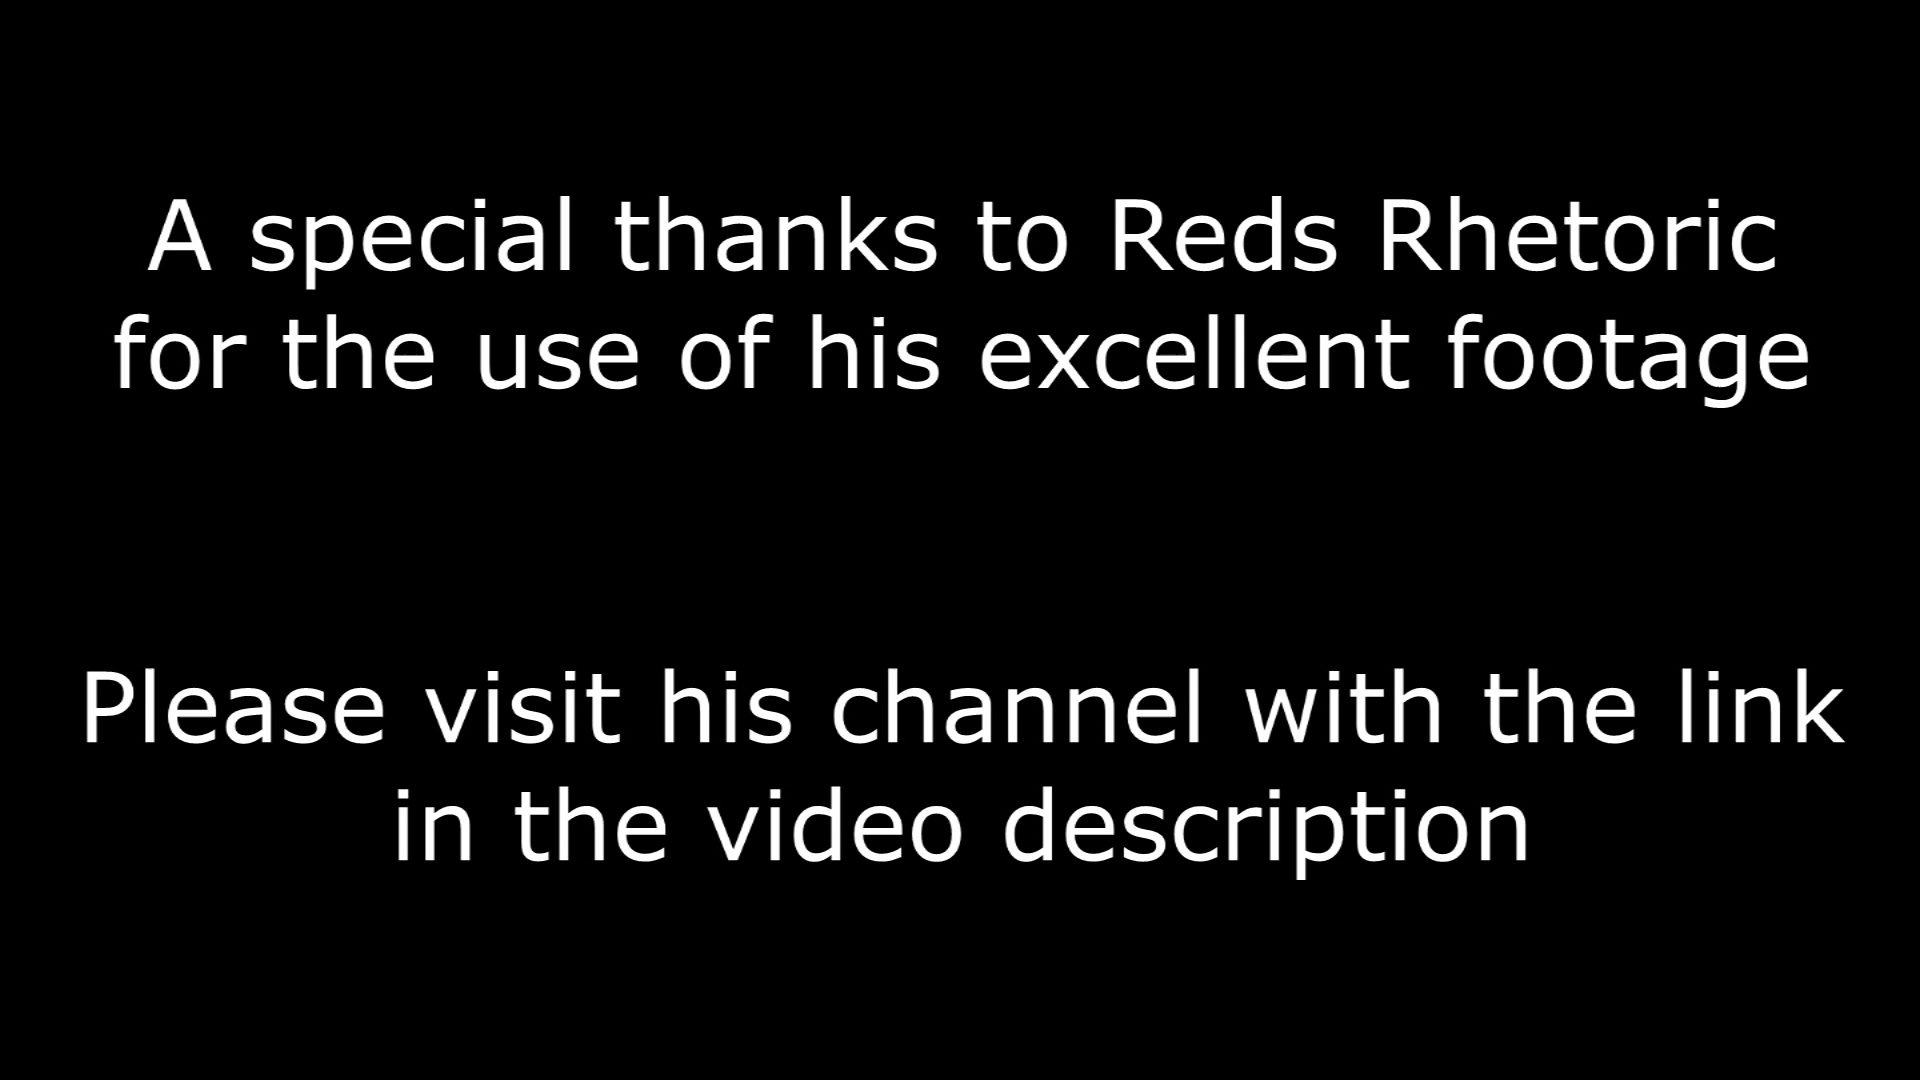 A special thanks to Reds Rhetoric
for the use of his excellent footage
Please visit his channel with the link
in the video description